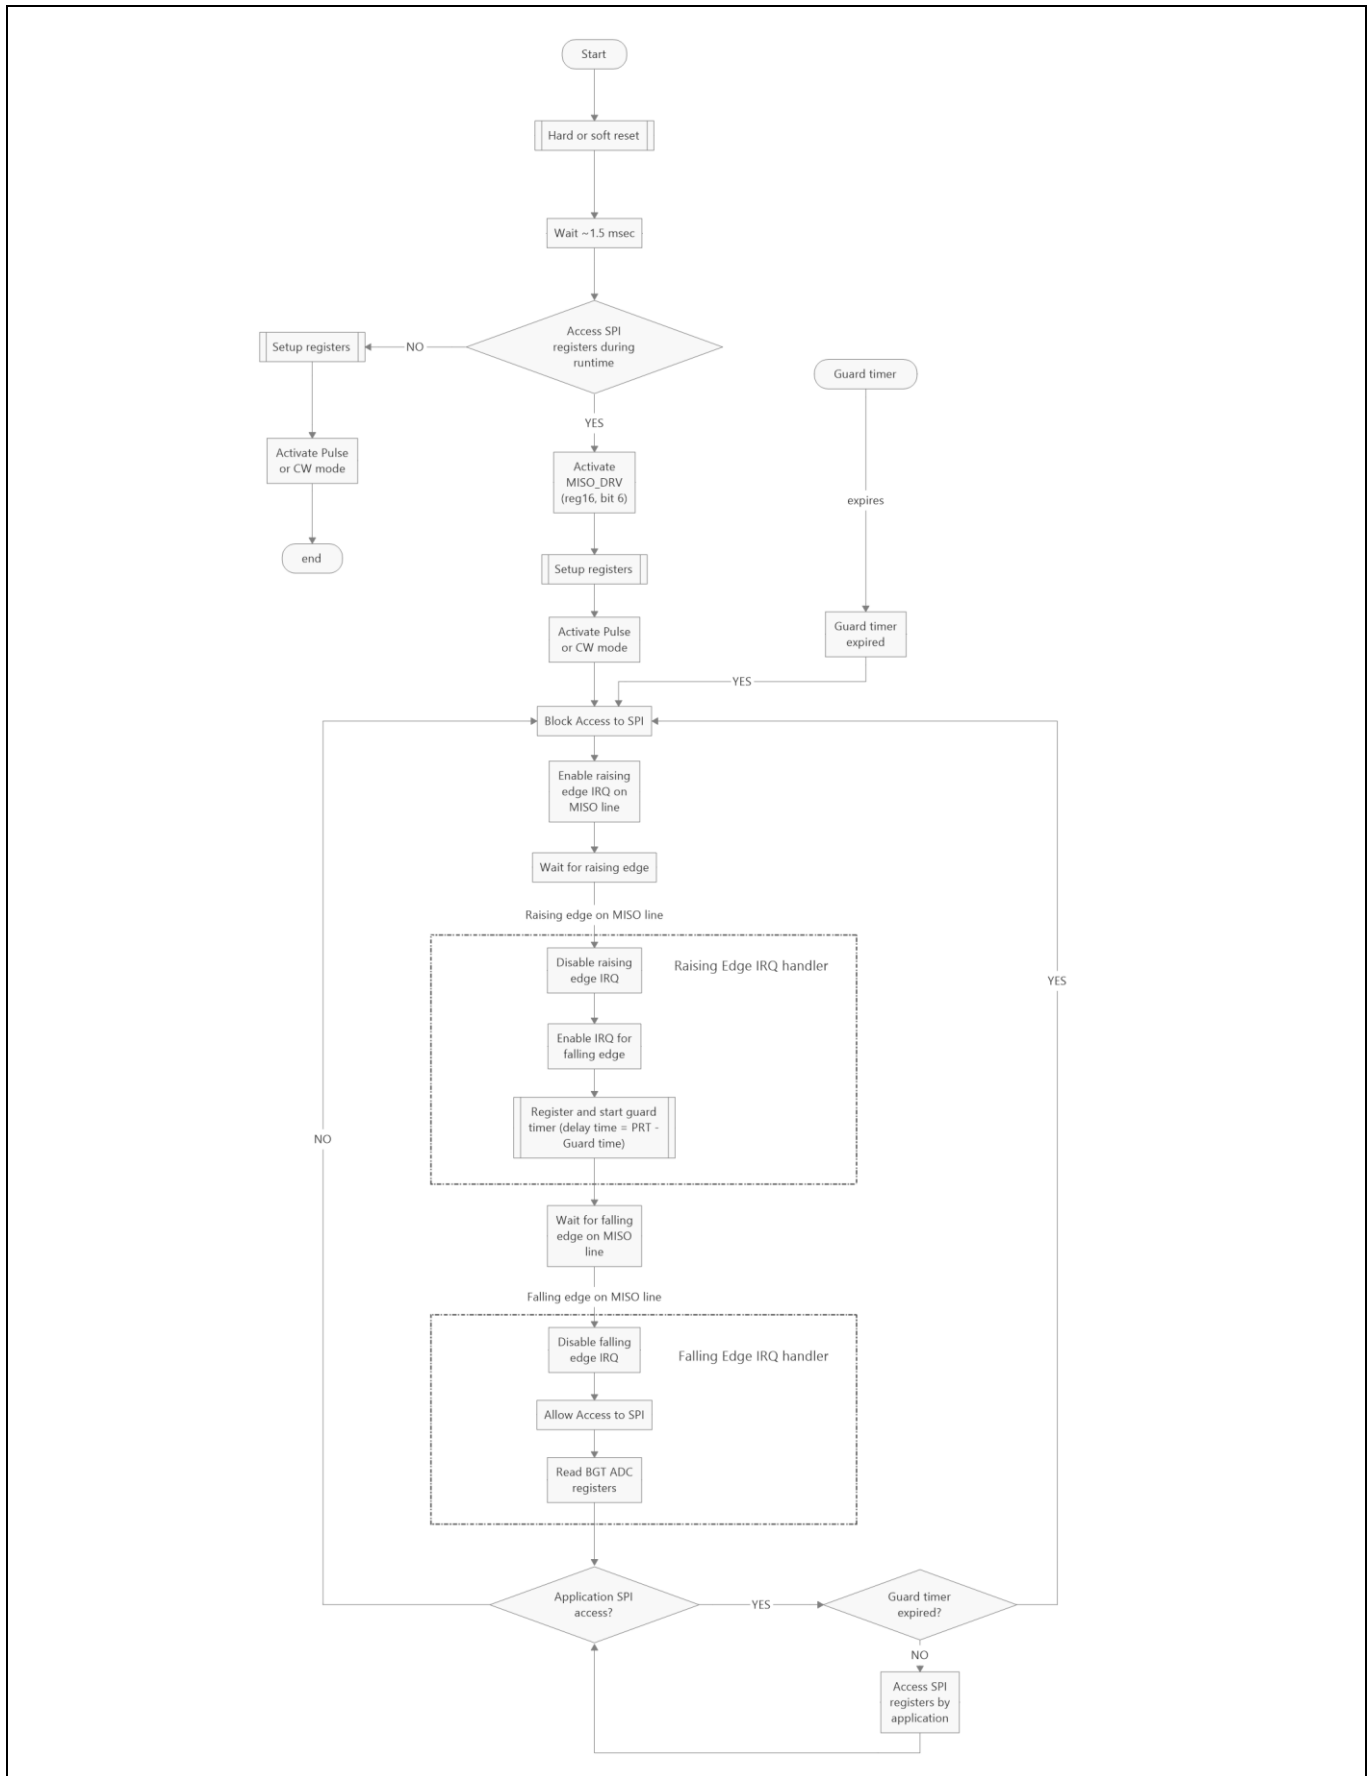 Start
Hard or soft reset
Wait ~1.5 msec
Access SPI
registers during
runtime
NO
Setup registers
Activate Pulse
or CW mode
end
YES
Activate
MISO_DRV
(reg16, bit 6)
Setup registers
Activate Pulse
or CW mode
Guard timer
expires
Guard timer
expired
YES
Block Access to SPI
Enable raising
edge IRQ on
MISO line
Wait for raising edge
Raising edge on MISO line
Disable raising
edge IRQ
Raising Edge IRQ handler
Enable IRQ for
falling edge
Register and start guard
timer (delay time = PRT -
Guard time)
Wait for falling
edge on MISO
line
Falling edge on MISO line
Disable falling
edge IRQ
Falling Edge IRQ handler
Allow Access to SPI
Read BGT ADC
registers
Application SPI
access?
NO
YES
Guard timer
expired?
YES
NO
Access SPI
registers by
application